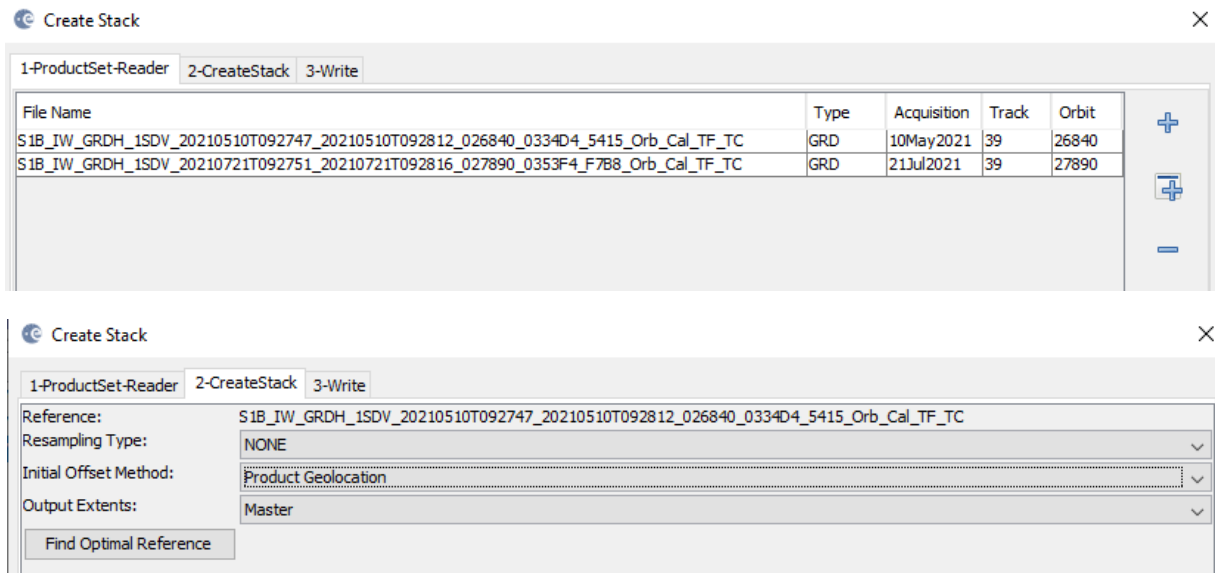 Create Stack
1-ProductSet-Reader 2-CreateStack 3-Write
File Name Type Acquisition Track Orbit
S1B_IW_GRDH_1SDV_20210510T092747_20210510T092812_026840_0334D4_5415_Orb_Cal_TF_TC GRD 10May2021 39 26840
S1B_IW_GRDH_1SDV_20210721T092751_20210721T092816_027890_0353F4_F7B8_Orb_Cal_TF_TC GRD 21Jul2021 39 27890
Create Stack
1-ProductSet-Reader 2-CreateStack 3-Write
Reference: S1B_IW_GRDH_1SDV_20210510T092747_20210510T092812_026840_0334D4_5415_Orb_Cal_TF_TC
Resampling Type: NONE
Initial Offset Method: Product Geolocation
Output Extents: Master
Find Optimal Reference